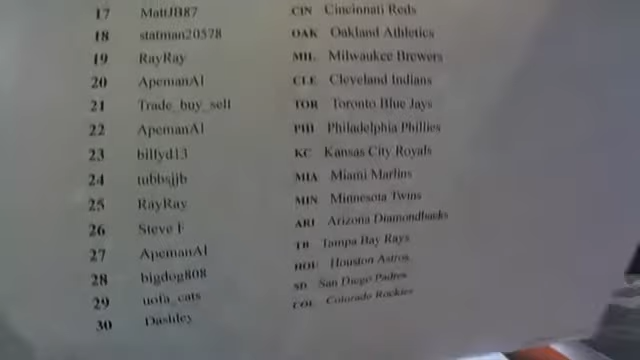 17 MattJB87 CIN Cincinnati Reds
18 statman20578 OAK Oakland Athletics
19 RayRay MIL Milwaukee Brewers
20 ApemanAl CLE Cleveland Indians
21 Trade_buy_sell TOR Toronto Blue Jays
22 ApemanAl PHI Philadelphia Phillies
23 billyd13 KC Kansas City Royals
24 tubbsjjb MIA Miami Marlins
25 RayRay MIN Minnesota Twins
26 Steve F ARI Arizona Diamondbacks
27 ApemanAl TB Tampa Bay Rays
28 bigdog808 HOU Houston Astros
29 uofa_cats SD San Diego Padres
30 Dashley COL Colorado Rockies